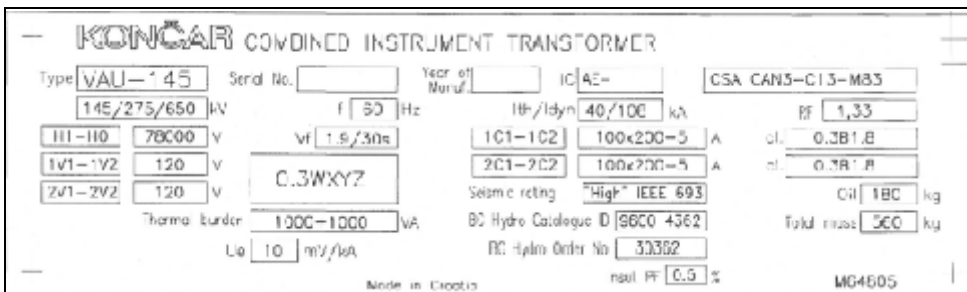 KONČAR COMBINED INSTRUMENT TRANSFORMER
Type VAU-145 Serial No. Year of Manuf. IC AE- CSA CAN3-C13-M83
145/275/650 kV f 60 Hz Ith/Idyn 40/100 kA RF 1,33
H1-H0 78000 V Vf 1.9/30s 1C1-1C2 100x200-5 A cl. 0.3B1.8
1V1-1V2 120 V 0.3WXYZ 2C1-2C2 100x200-5 A cl. 0.3B1.8
2V1-2V2 120 V Seismic rating "High" IEEE 693 Oil 180 kg
Thermal burden 1000-1000 VA BC Hydro Catalogue ID 9600 4362 Total mass 560 kg
10 mV/kA BC Hydro Order No 30362
Insul PF 0.5 %
Made in Croatia MG4805